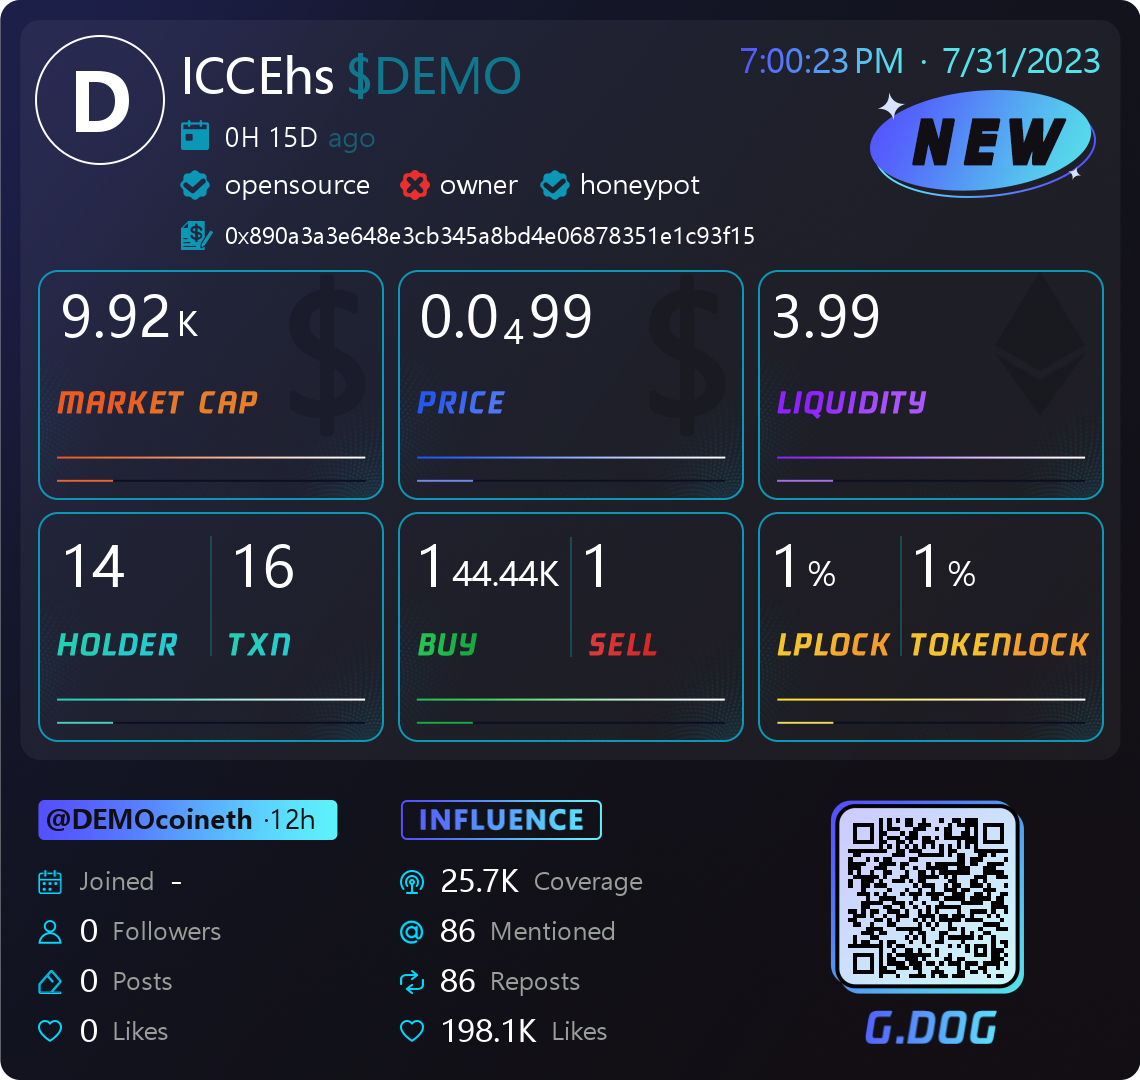 D
ICCEhs $DEMO
7:00:23 PM · 7/31/2023
NEW
0H 15D ago
opensource owner honeypot
0x890a3a3e648e3cb345a8bd4e06878351e1c93f15
9.92 K
MARKET CAP
0.0₄99
PRICE
3.99
LIQUIDITY
14 16
HOLDER TXN
1 44.44K 1
BUY SELL
1 % 1 %
LPLOCK TOKENLOCK
@DEMOcoineth ·12h
Joined -
0 Followers
0 Posts
0 Likes
INFLUENCE
25.7K Coverage
86 Mentioned
86 Reposts
198.1K Likes
G.DOG